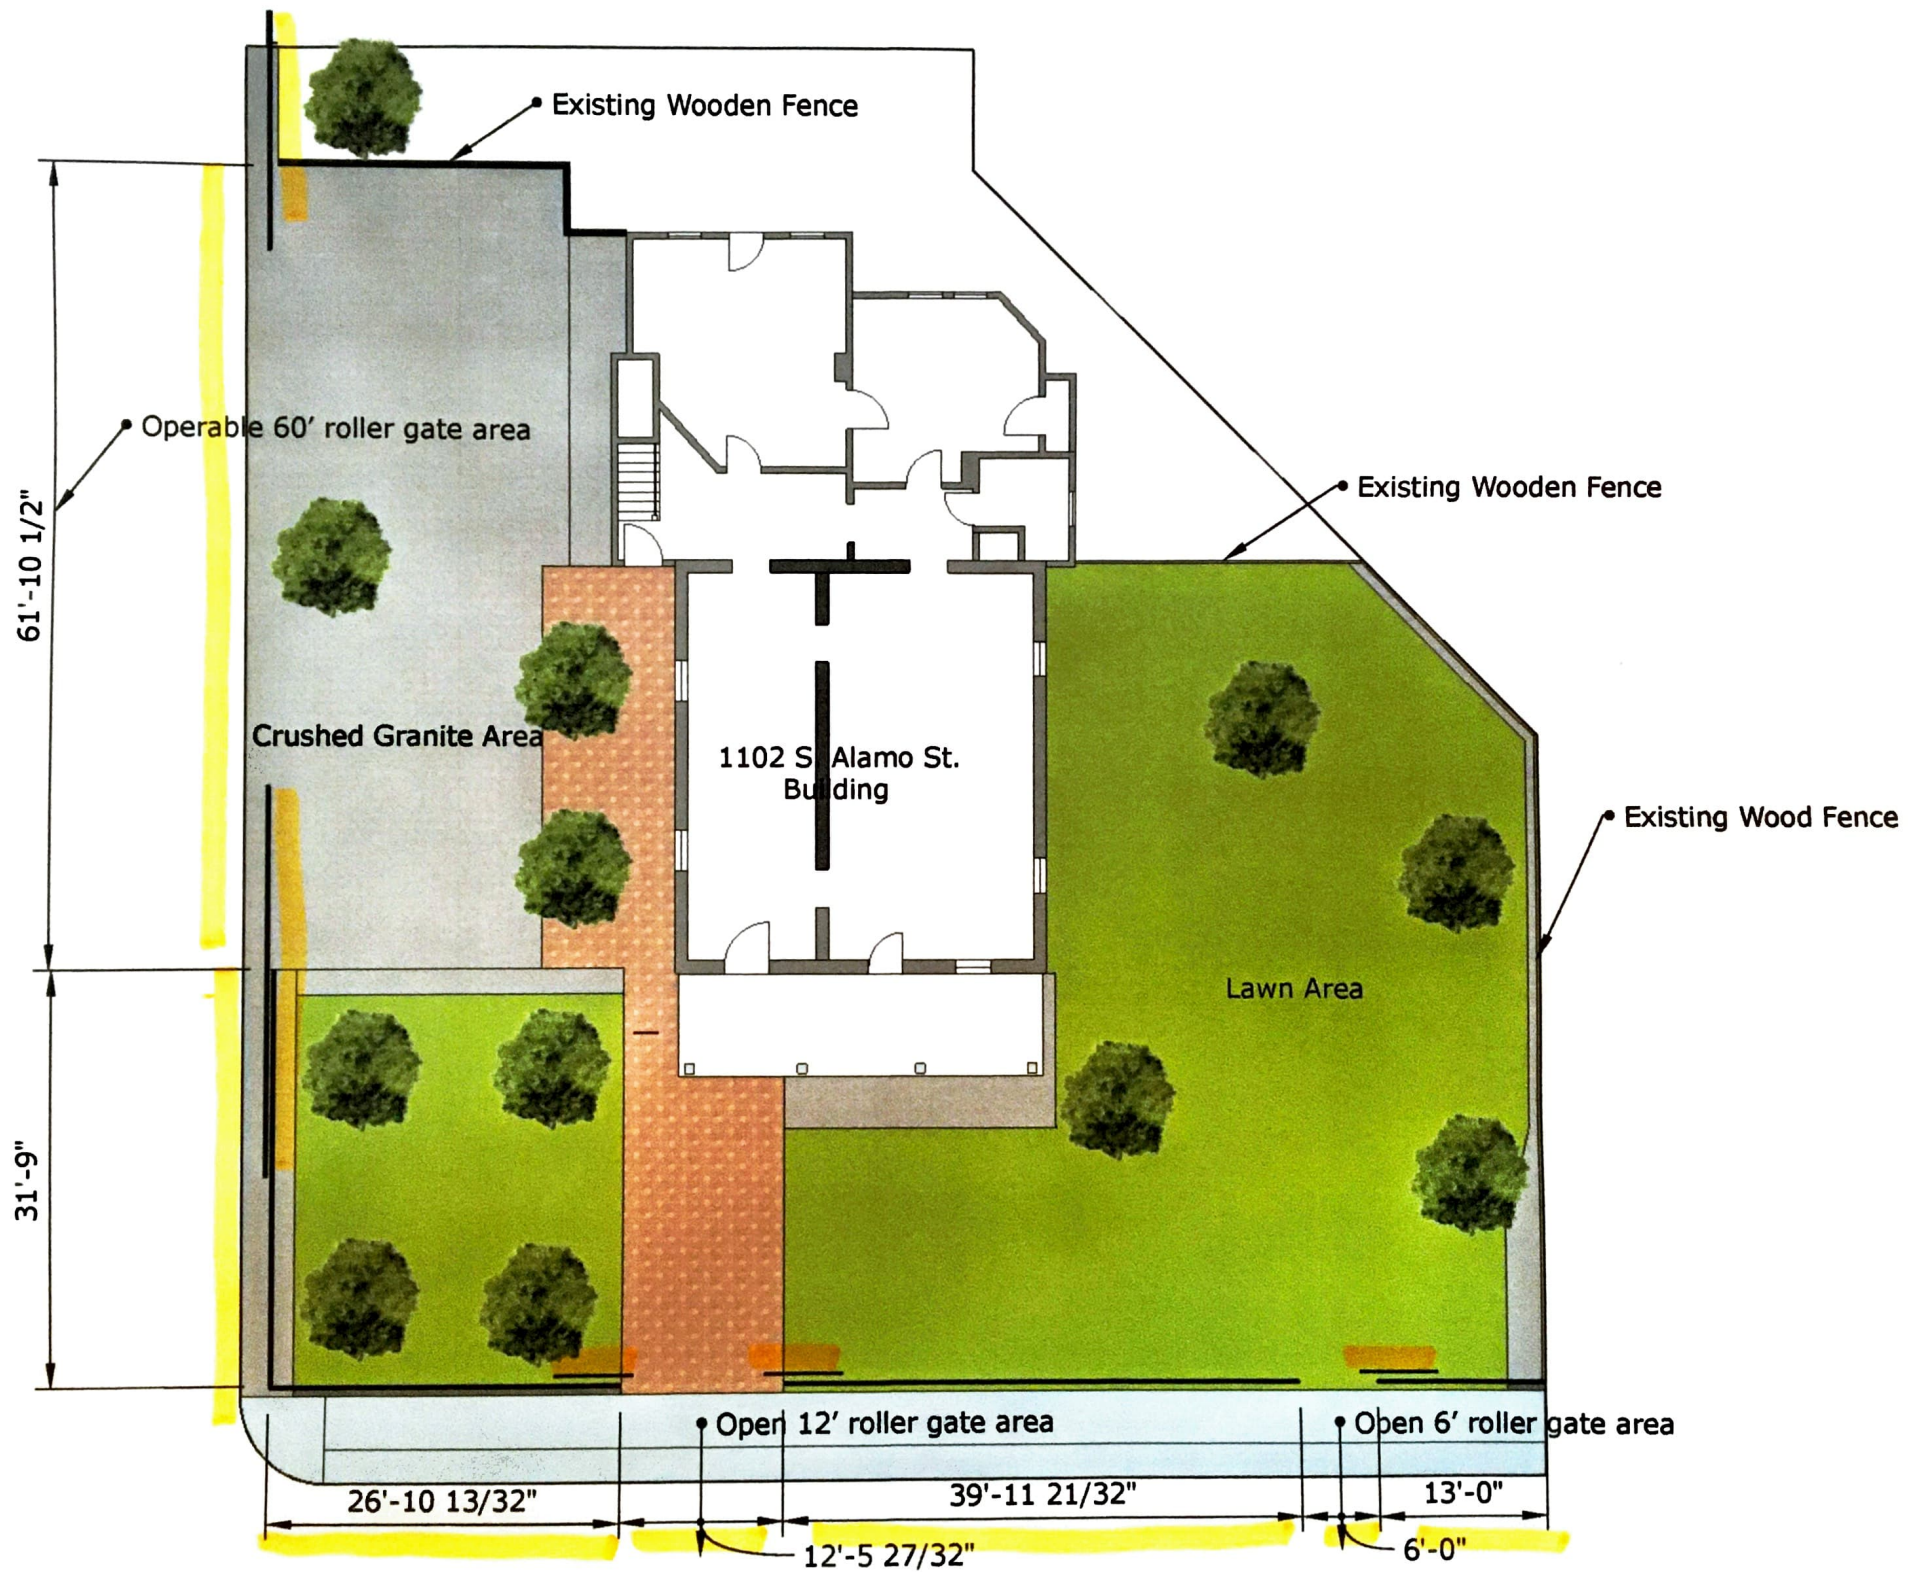 Existing Wooden Fence
Operable 60' roller gate area
61'-10 1/2"
Existing Wooden Fence
Crushed Granite Area
1102 S. Alamo St.
Building
Existing Wood Fence
Lawn Area
31'-9"
Open 12' roller gate area
Open 6' roller gate area
26'-10 13/32"
39'-11 21/32"
13'-0"
12'-5 27/32"
6'-0"